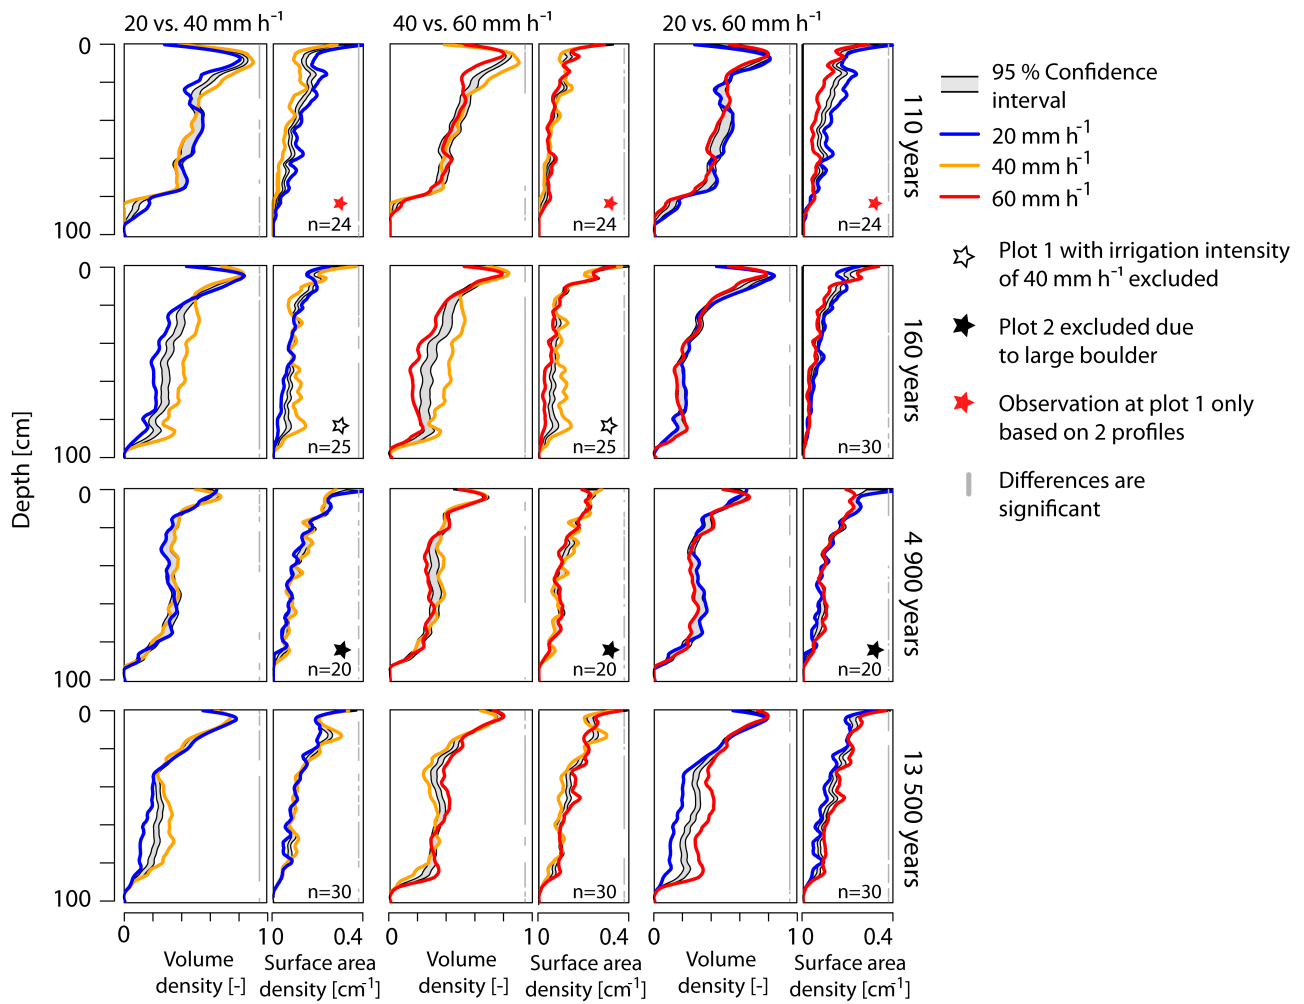 20 vs. 40 mm h⁻¹
40 vs. 60 mm h⁻¹
20 vs. 60 mm h⁻¹
95 % Confidence
interval
20 mm h⁻¹
40 mm h⁻¹
60 mm h⁻¹
Plot 1 with irrigation intensity
of 40 mm h⁻¹ excluded
Plot 2 excluded due
to large boulder
Observation at plot 1 only
based on 2 profiles
Differences are
significant
Depth [cm]
0
100
n=24
n=24
n=24
110 years
0
100
n=25
n=25
n=30
160 years
0
100
n=20
n=20
n=20
4 900 years
0
100
n=30
n=30
n=30
13 500 years
0 1 0 0.4
0 1 0 0.4
0 1 0 0.4
Volume
density [-]
Surface area
density [cm⁻¹]
Volume
density [-]
Surface area
density [cm⁻¹]
Volume
density [-]
Surface area
density [cm⁻¹]